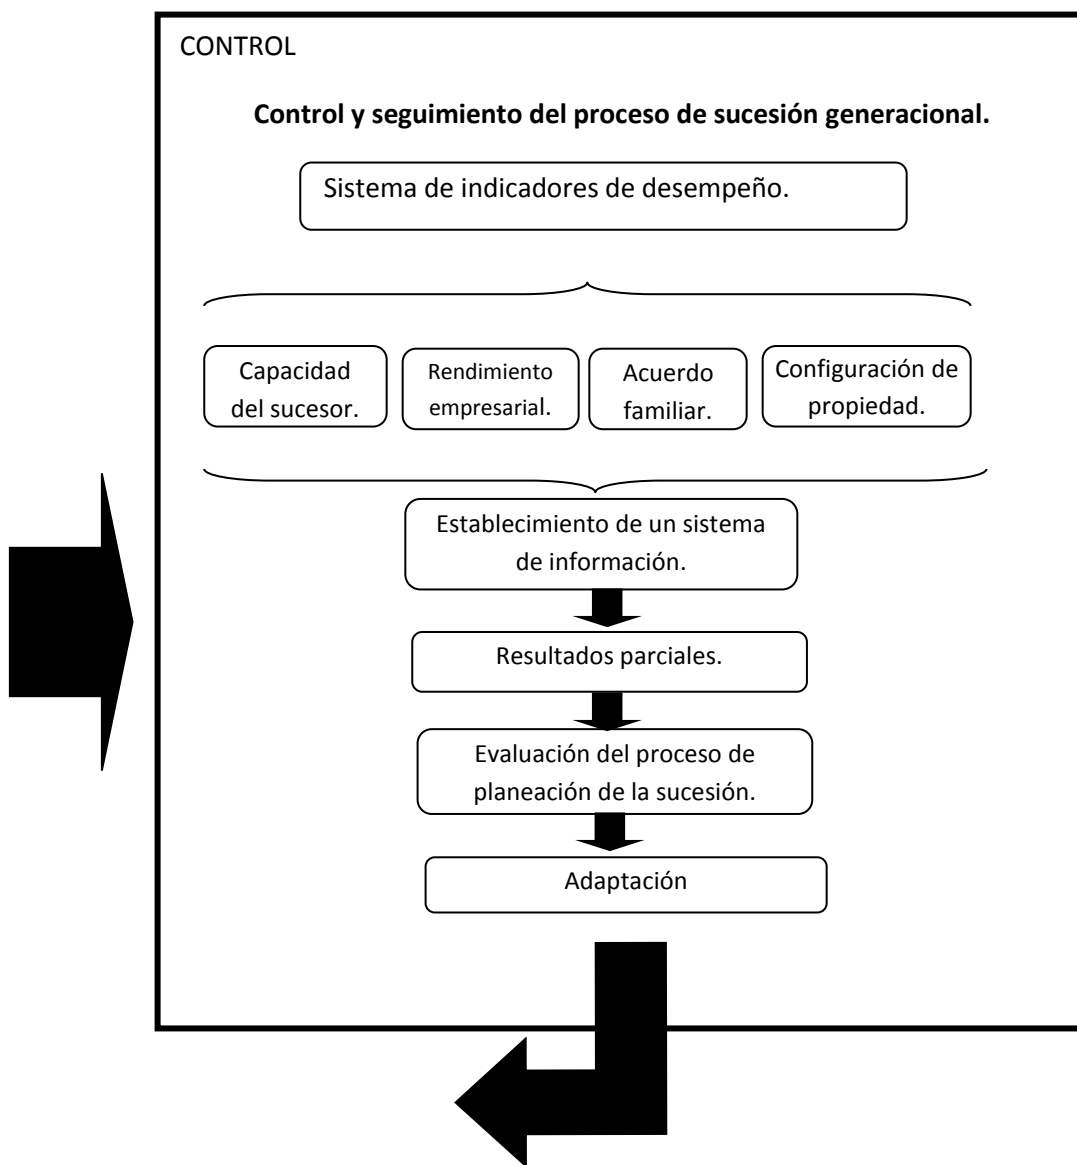 CONTROL
Control y seguimiento del proceso de sucesión generacional.
Sistema de indicadores de desempeño.
Capacidad
del sucesor.
Rendimiento
empresarial.
Acuerdo
familiar.
Configuración de
propiedad.
Establecimiento de un sistema
de información.
Resultados parciales.
Evaluación del proceso de
planeación de la sucesión.
Adaptación